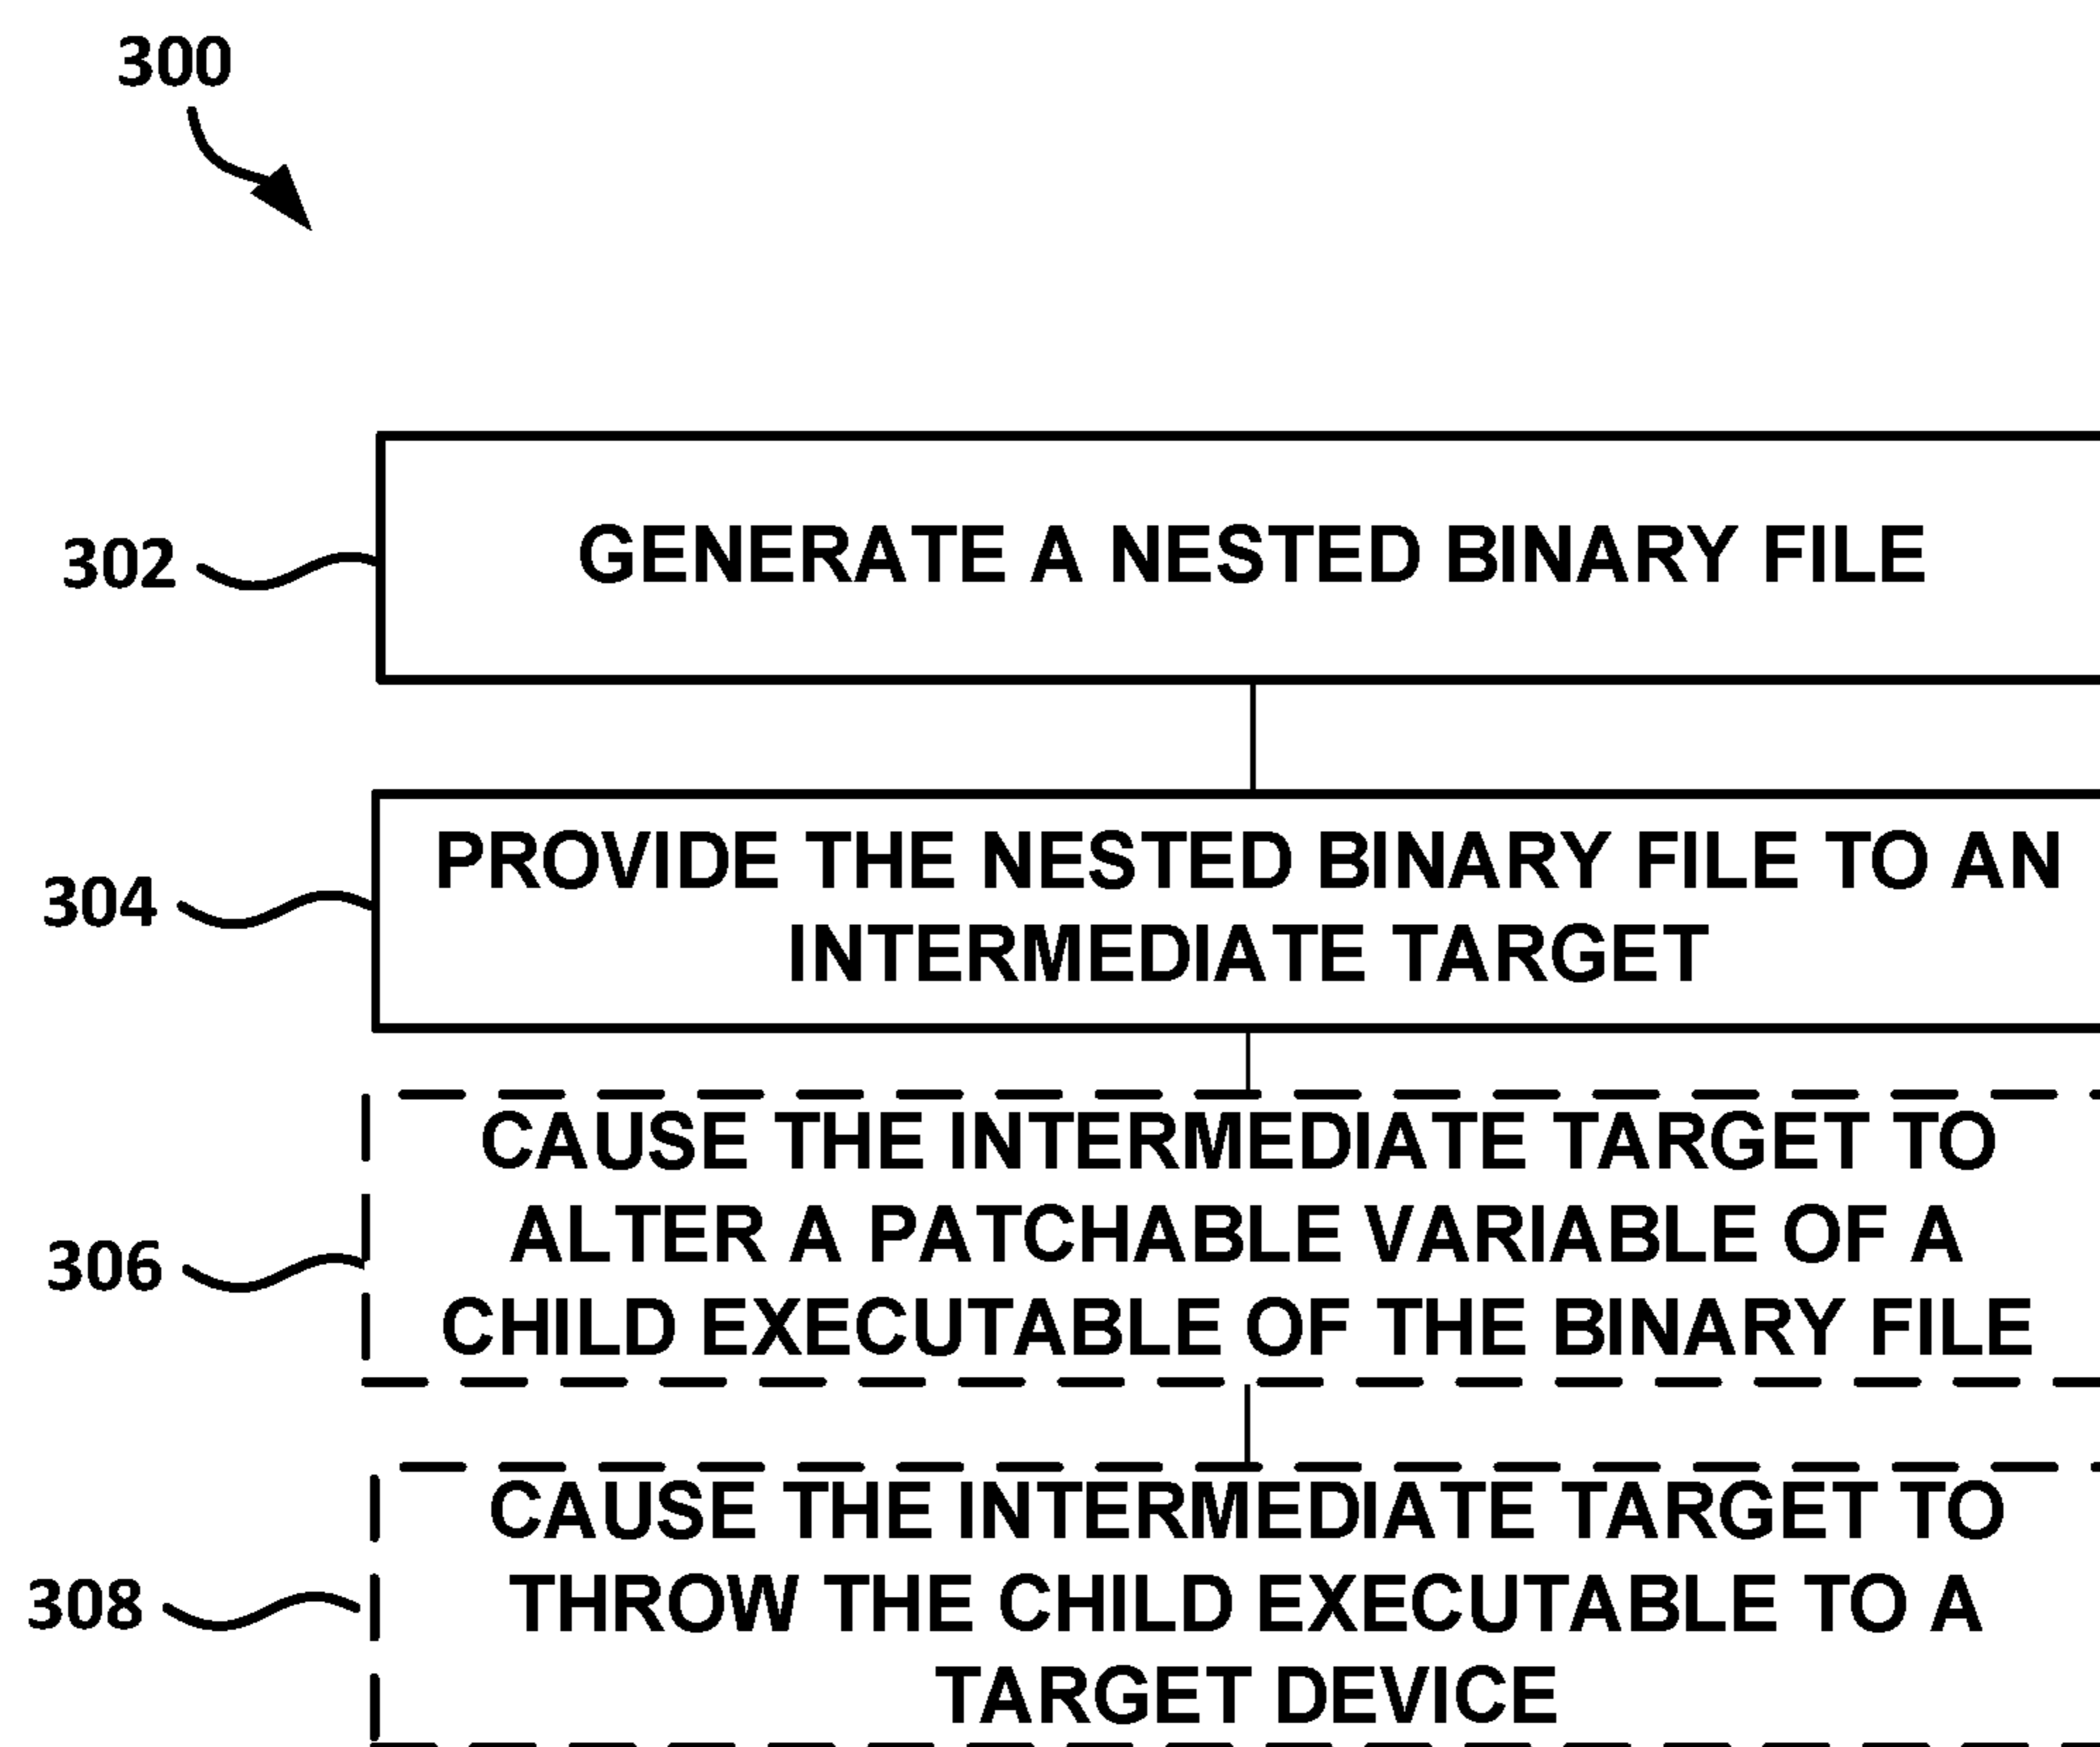 300
302
GENERATE A NESTED BINARY FILE
304
PROVIDE THE NESTED BINARY FILE TO AN
INTERMEDIATE TARGET
306
CAUSE THE INTERMEDIATE TARGET TO
ALTER A PATCHABLE VARIABLE OF A
CHILD EXECUTABLE OF THE BINARY FILE
308
CAUSE THE INTERMEDIATE TARGET TO
THROW THE CHILD EXECUTABLE TO A
TARGET DEVICE